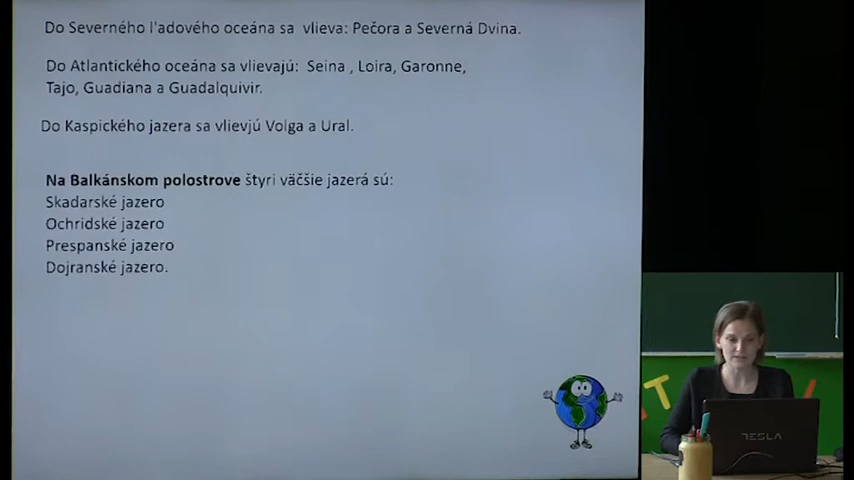 Do Severného l'adového oceána sa vlieva: Pečora a Severná Dvina.
Do Atlantického oceána sa vlievajú: Seina , Loira, Garonne,
Tajo, Guadiana a Guadalquivir.
Do Kaspického jazera sa vlievjú Volga a Ural.
Na Balkánskom polostrove štyri väčšie jazerá sú:
Skadarské jazero
Ochridské jazero
Prespanské jazero
Dojranské jazero.
T
TESLA